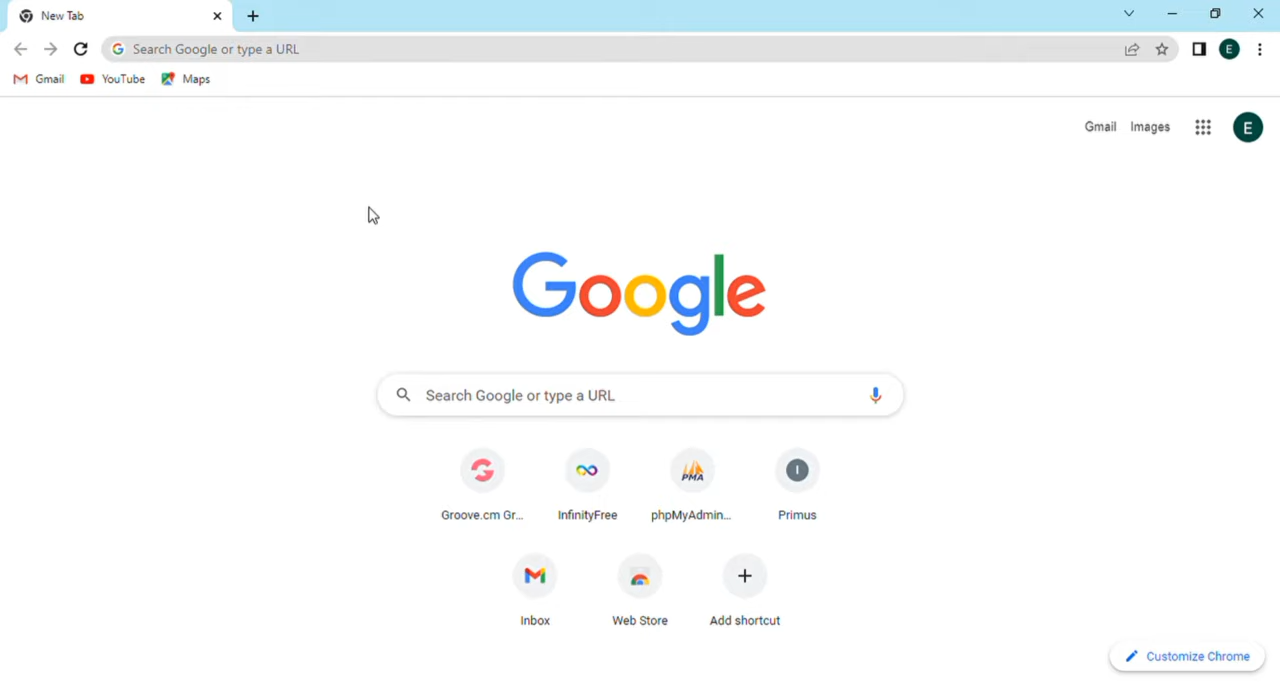 New Tab
Search Google or type a URL
Gmail YouTube Maps
Gmail Images E
Google
Search Google or type a URL
Groove.cm Gr... InfinityFree phpMyAdmin... Primus
Inbox Web Store Add shortcut
Customize Chrome
E
PMA
I